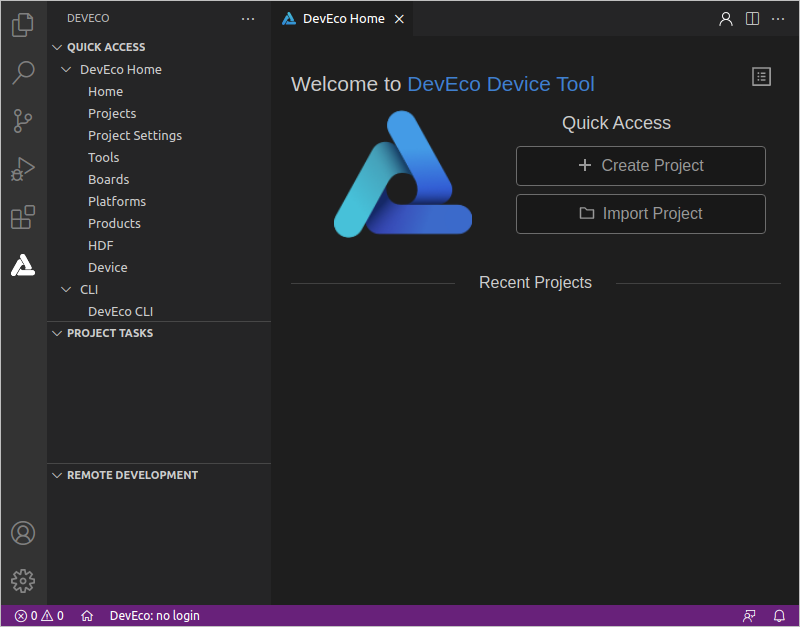 DEVECO
QUICK ACCESS
DevEco Home
Home
Projects
Project Settings
Tools
Boards
Platforms
Products
HDF
Device
CLI
DevEco CLI
PROJECT TASKS
REMOTE DEVELOPMENT
DevEco Home
Welcome to DevEco Device Tool
Quick Access
Create Project
Import Project
Recent Projects
0 0 DevEco: no login